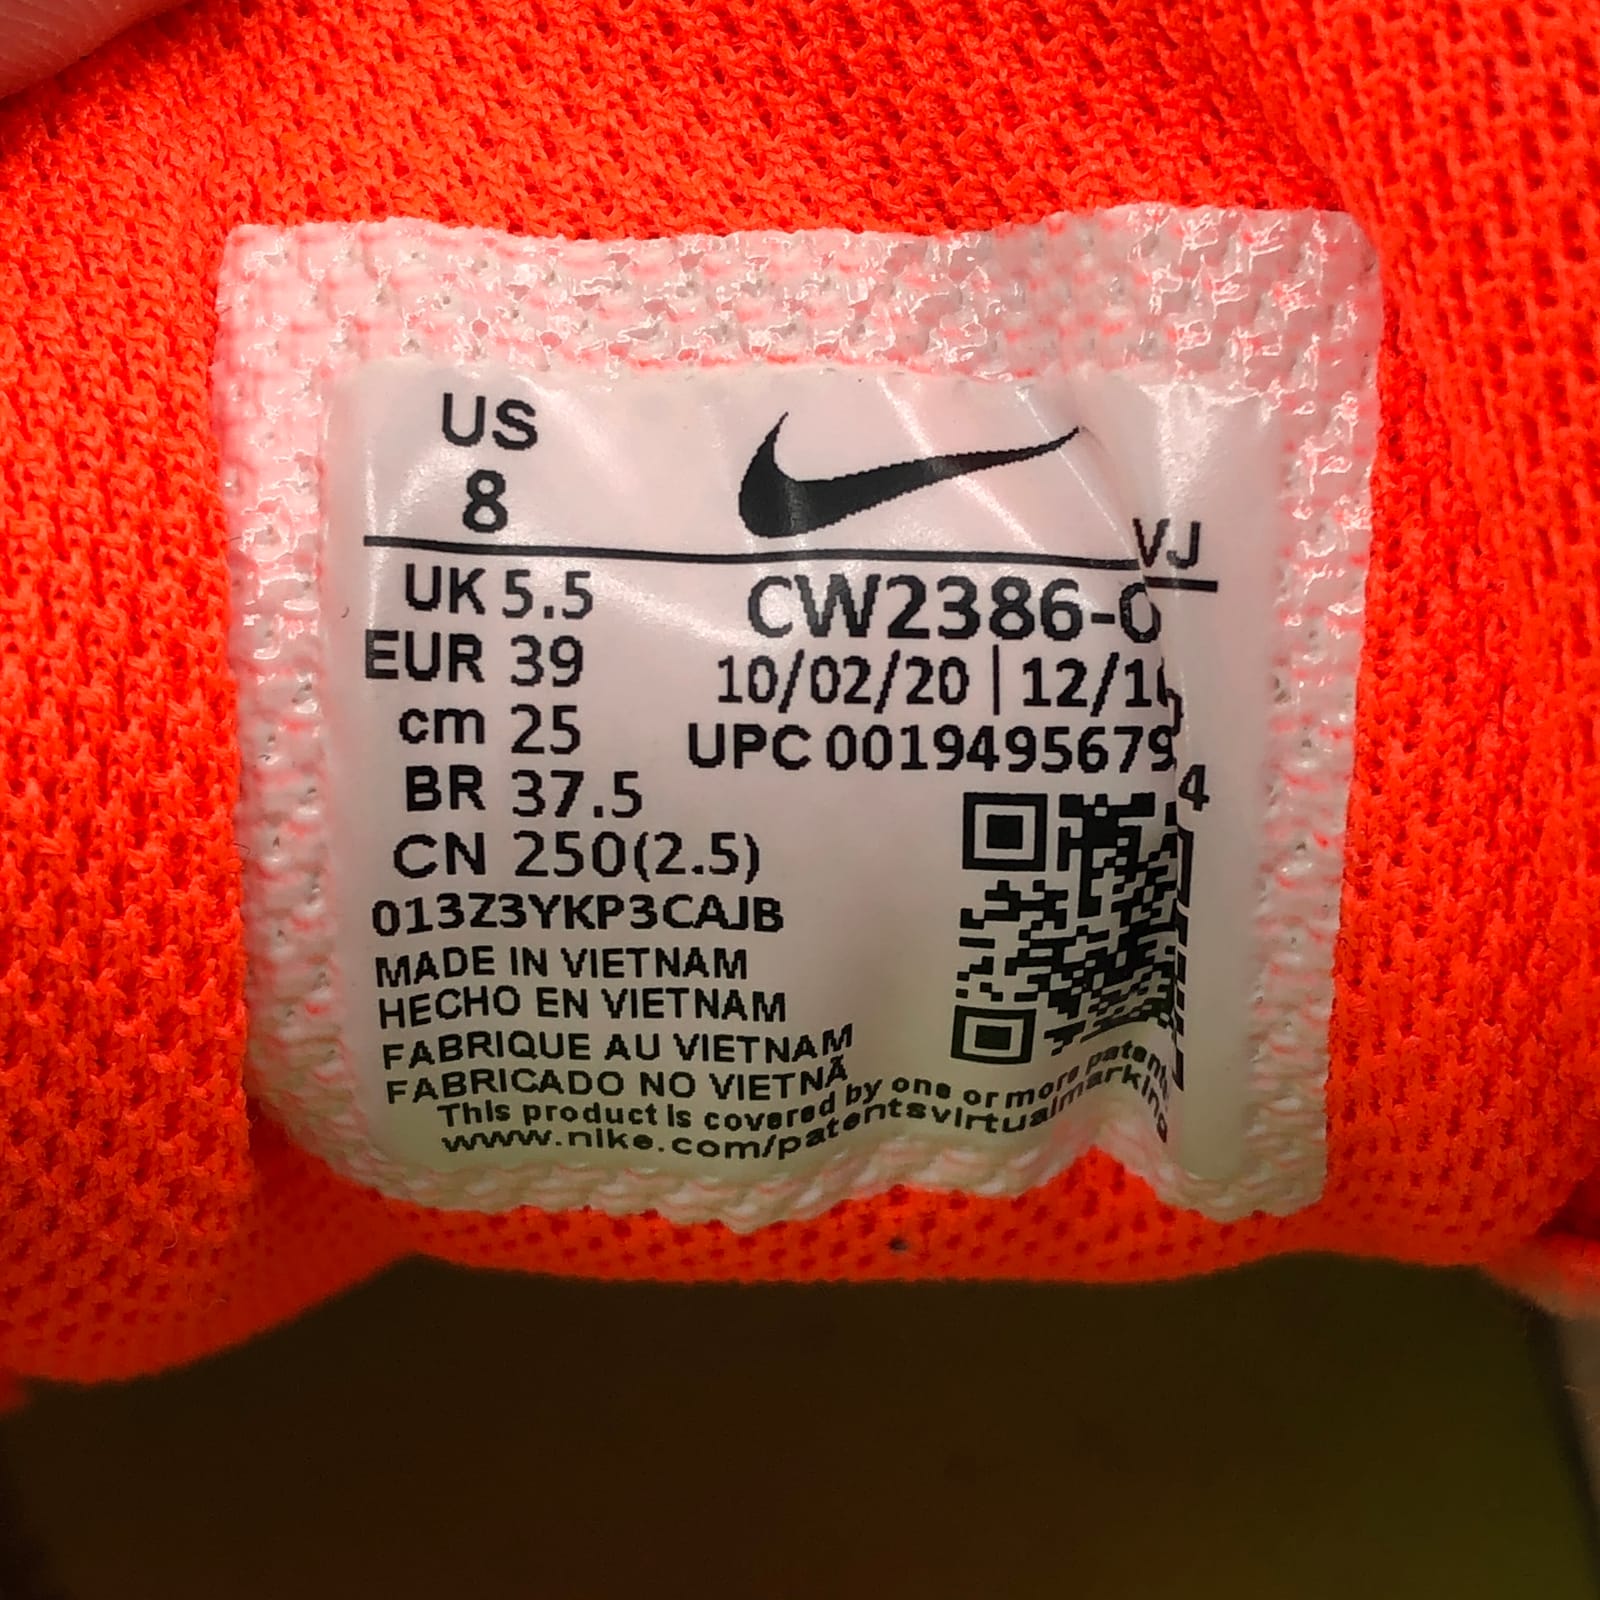 US
8
VJ
UK 5.5
CW2386-0
EUR 39
10/02/20 | 12/1
cm 25
UPC 0019495679
4
BR 37.5
CN 250(2.5)
013Z3YKP3CAJB
MADE IN VIETNAM
HECHO EN VIETNAM
FABRIQUE AU VIETNAM
FABRICADO NO VIETNÃ
This product is covered by one or more paten
www.nike.com/patentsvirtualmarking